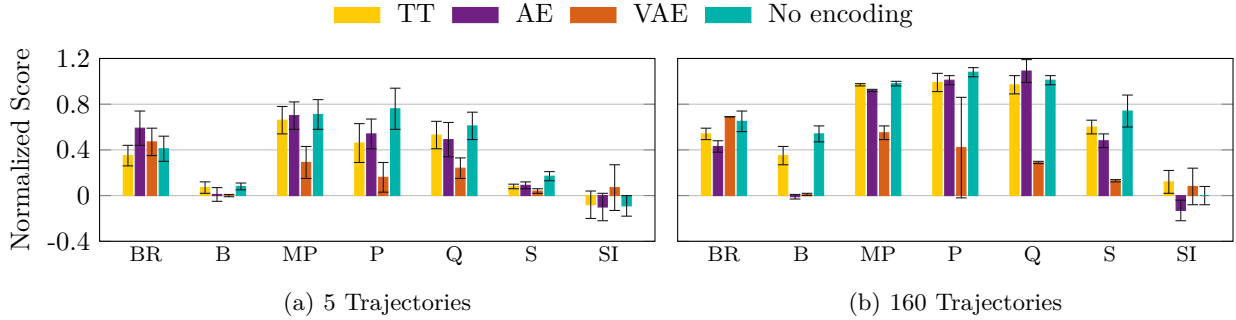 TT AE VAE No encoding
Normalized Score
1.2
0.8
0.4
0
-0.4
BR B MP P Q S SI
BR B MP P Q S SI
(a) 5 Trajectories
(b) 160 Trajectories